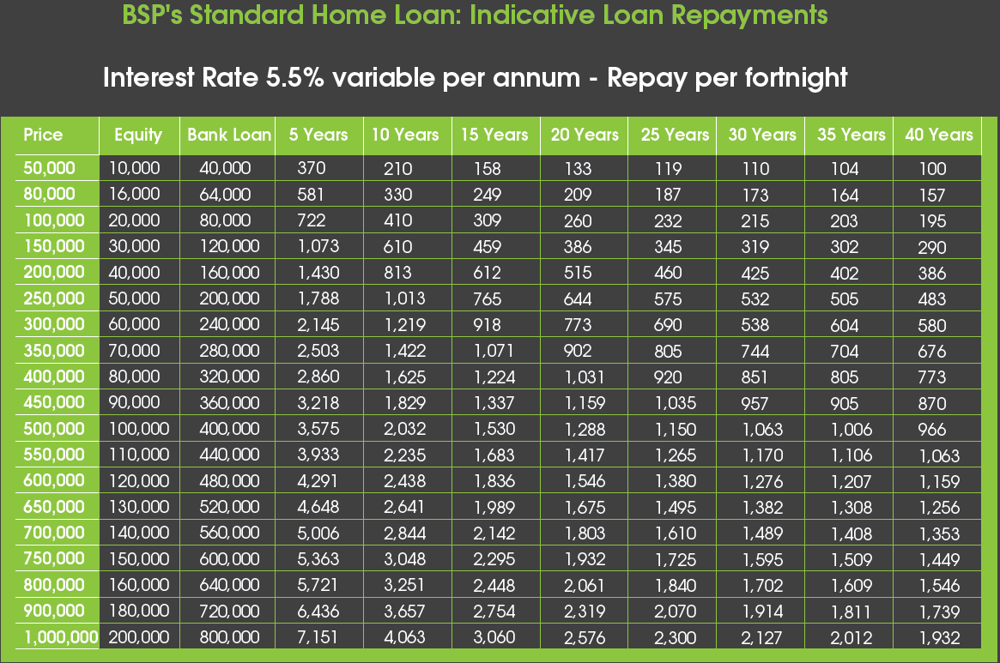 BSP's Standard Home Loan: Indicative Loan Repayments
Interest Rate 5.5% variable per annum - Repay per fortnight
Price Equity Bank Loan 5 Years 10 Years 15 Years 20 Years 25 Years 30 Years 35 Years 40 Years
50,000 10,000 40,000 370 210 158 133 119 110 104 100
80,000 16,000 64,000 581 330 249 209 187 173 164 157
100,000 20,000 80,000 722 410 309 260 232 215 203 195
150,000 30,000 120,000 1,073 610 459 386 345 319 302 290
200,000 40,000 160,000 1,430 813 612 515 460 425 402 386
250,000 50,000 200,000 1,788 1,013 765 644 575 532 505 483
300,000 60,000 240,000 2,145 1,219 918 773 690 538 604 580
350,000 70,000 280,000 2,503 1,422 1,071 902 805 744 704 676
400,000 80,000 320,000 2,860 1,625 1,224 1,031 920 851 805 773
450,000 90,000 360,000 3,218 1,829 1,337 1,159 1,035 957 905 870
500,000 100,000 400,000 3,575 2,032 1,530 1,288 1,150 1,063 1,006 966
550,000 110,000 440,000 3,933 2,235 1,683 1,417 1,265 1,170 1,106 1,063
600,000 120,000 480,000 4,291 2,438 1,836 1,546 1,380 1,276 1,207 1,159
650,000 130,000 520,000 4,648 2,641 1,989 1,675 1,495 1,382 1,308 1,256
700,000 140,000 560,000 5,006 2,844 2,142 1,803 1,610 1,489 1,408 1,353
750,000 150,000 600,000 5,363 3,048 2,295 1,932 1,725 1,595 1,509 1,449
800,000 160,000 640,000 5,721 3,251 2,448 2,061 1,840 1,702 1,609 1,546
900,000 180,000 720,000 6,436 3,657 2,754 2,319 2,070 1,914 1,811 1,739
1,000,000 200,000 800,000 7,151 4,063 3,060 2,576 2,300 2,127 2,012 1,932